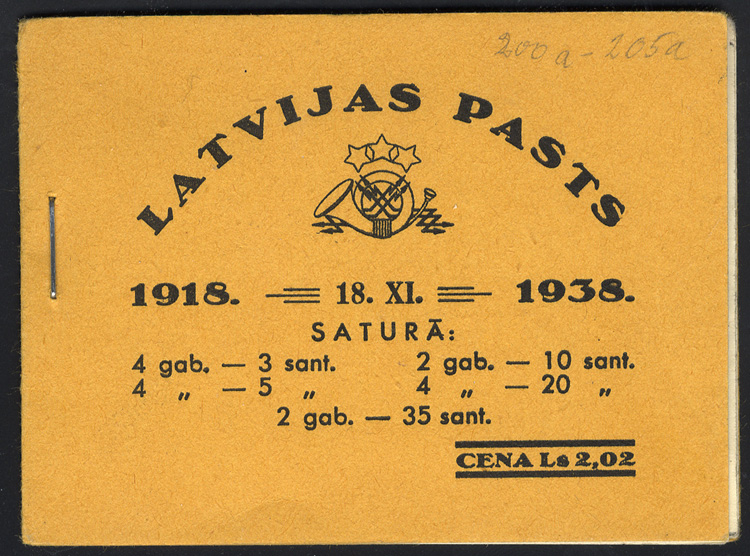 200a - 205a
LATVIJAS PASTS
1918. 18. XI. 1938.
SATURĀ:
4 gab. — 3 sant. 2 gab. — 10 sant.
4 „ — 5 „ 4 „ — 20 „
2 gab. — 35 sant.
CENA Ls 2,02